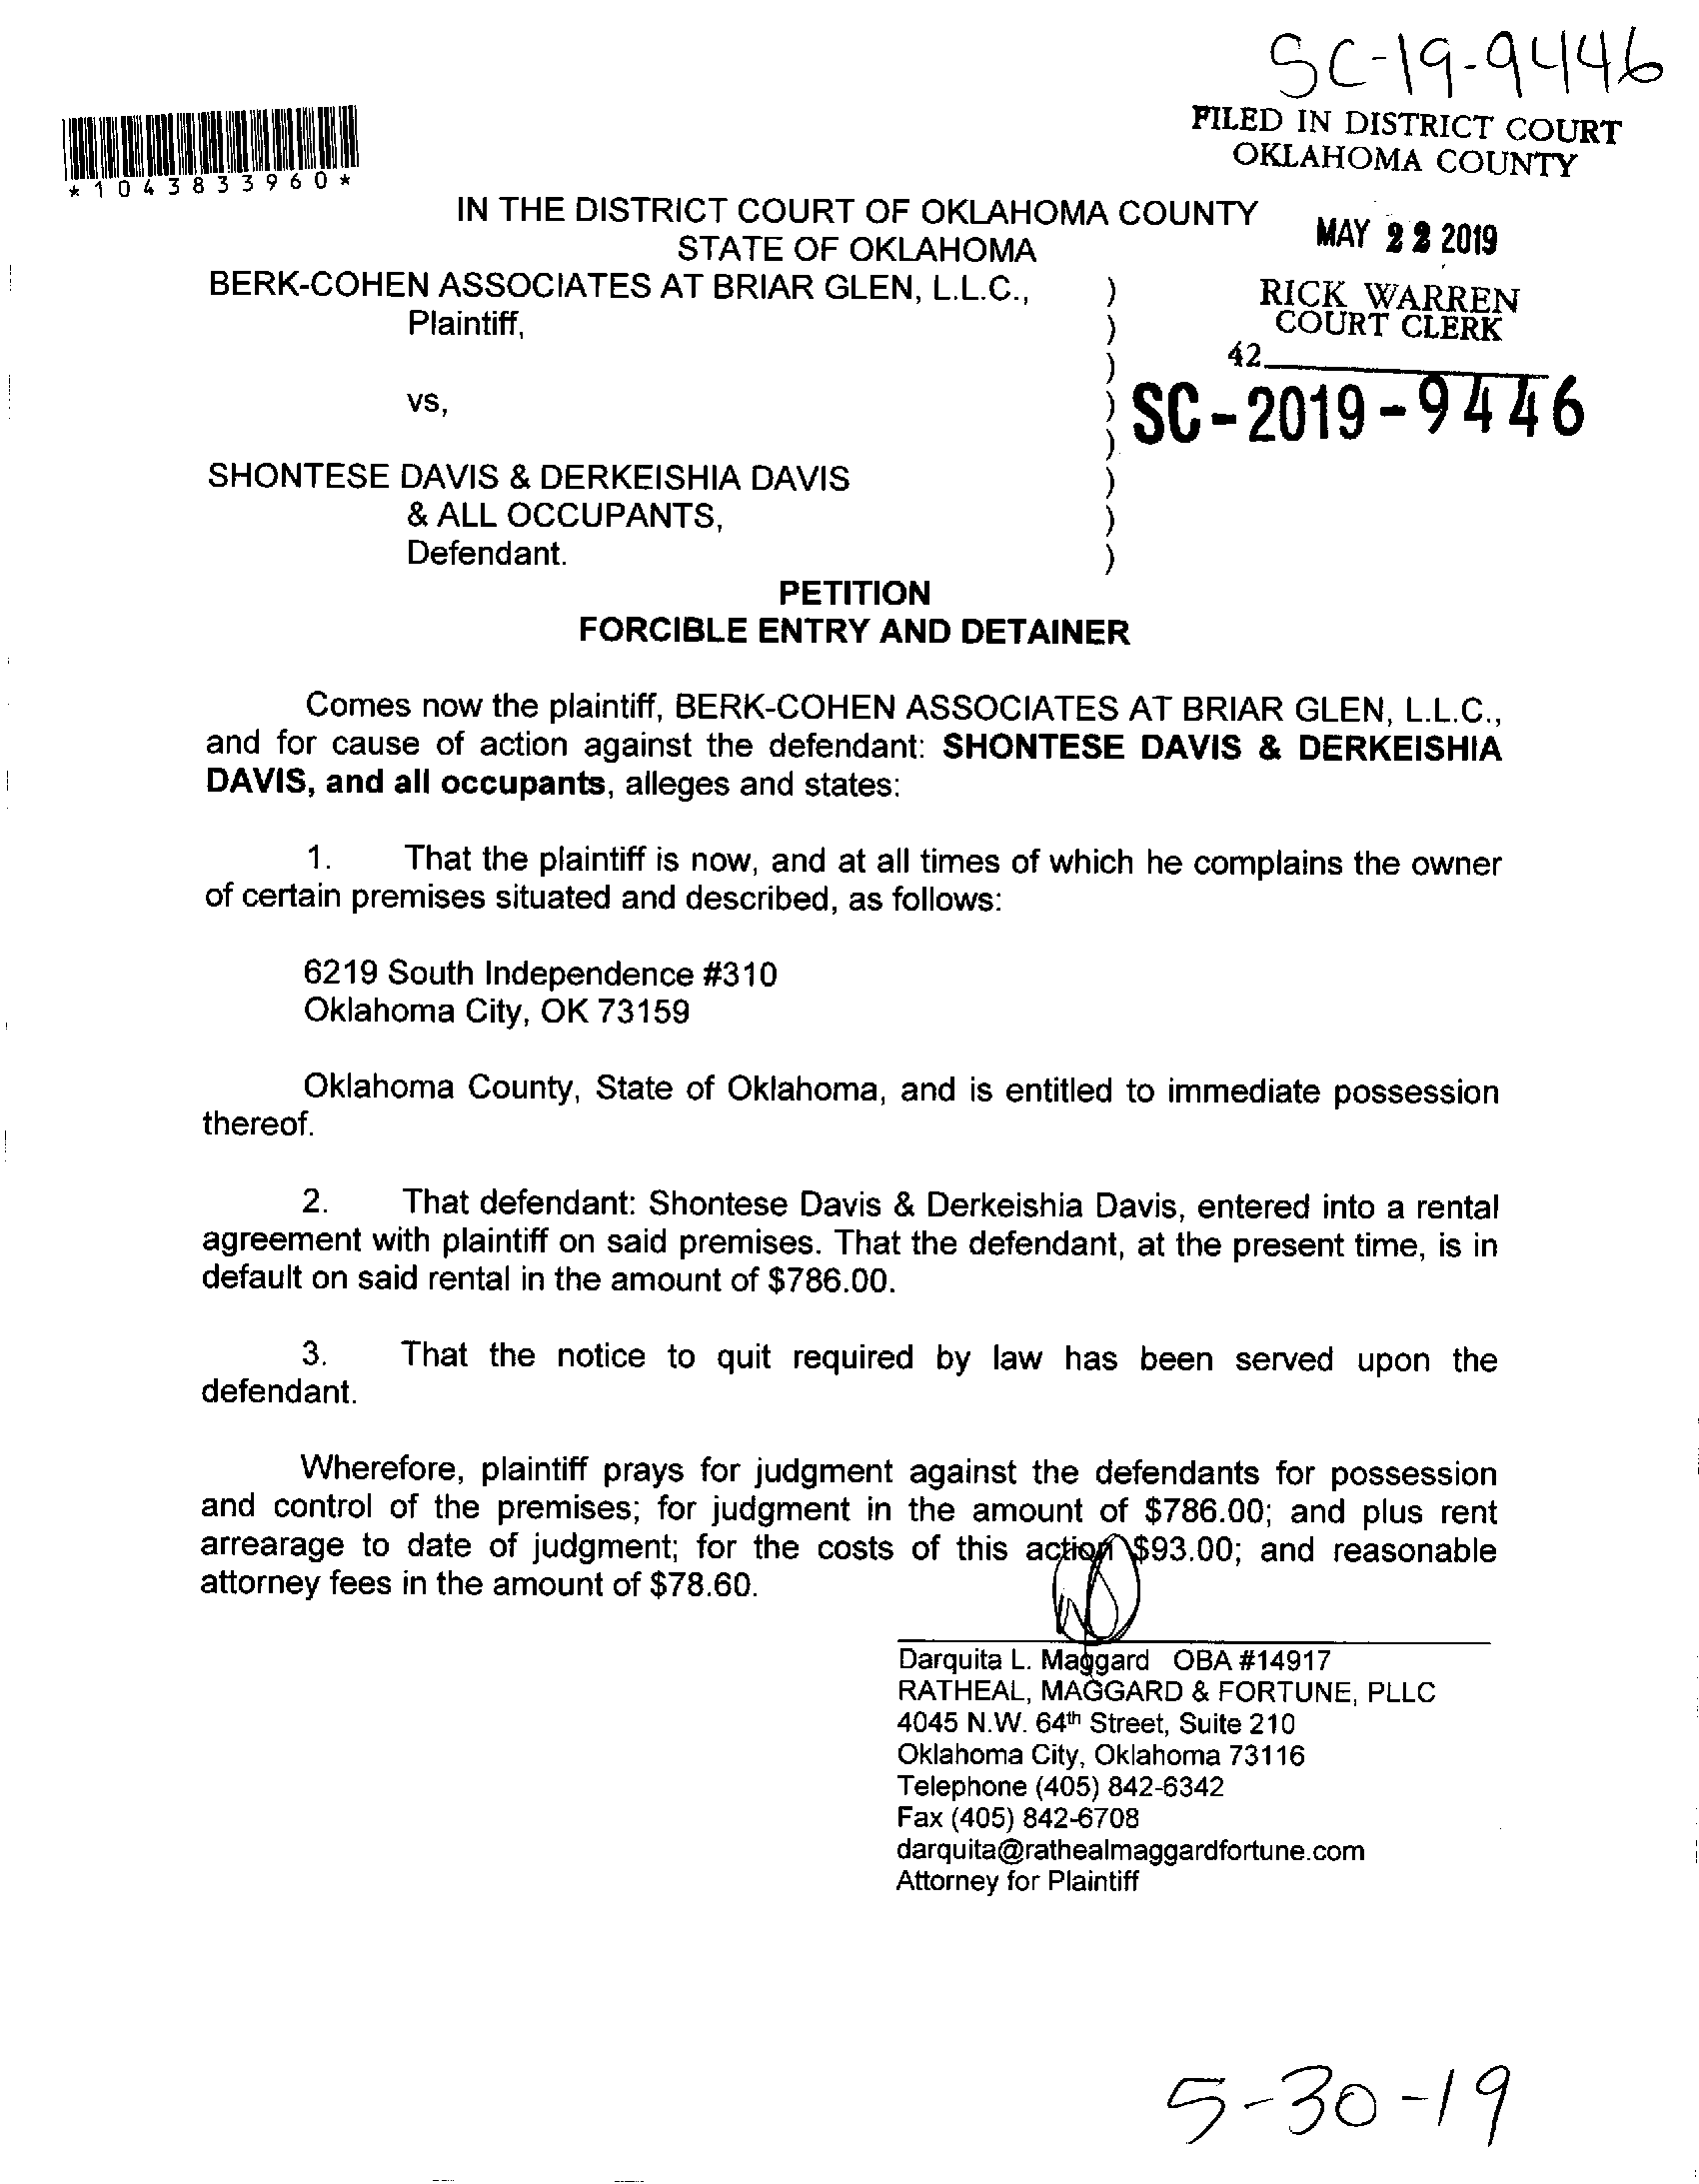 SC-19-9446
FILED IN DISTRICT COURT
OKLAHOMA COUNTY
*1043833960*
IN THE DISTRICT COURT OF OKLAHOMA COUNTY
STATE OF OKLAHOMA
MAY 22 2019
BERK-COHEN ASSOCIATES AT BRIAR GLEN, L.L.C., )
Plaintiff, )
RICK WARREN
COURT CLERK
)
42
vs, )
SC-2019-9446
)
SHONTESE DAVIS & DERKEISHIA DAVIS )
& ALL OCCUPANTS, )
Defendant. )
PETITION
FORCIBLE ENTRY AND DETAINER
Comes now the plaintiff, BERK-COHEN ASSOCIATES AT BRIAR GLEN, L.L.C.,
and for cause of action against the defendant: SHONTESE DAVIS & DERKEISHIA
DAVIS, and all occupants, alleges and states:
1. That the plaintiff is now, and at all times of which he complains the owner
of certain premises situated and described, as follows:
6219 South Independence #310
Oklahoma City, OK 73159
Oklahoma County, State of Oklahoma, and is entitled to immediate possession
thereof.
2. That defendant: Shontese Davis & Derkeishia Davis, entered into a rental
agreement with plaintiff on said premises. That the defendant, at the present time, is in
default on said rental in the amount of $786.00.
3. That the notice to quit required by law has been served upon the
defendant.
Wherefore, plaintiff prays for judgment against the defendants for possession
and control of the premises; for judgment in the amount of $786.00; and plus rent
arrearage to date of judgment; for the costs of this action $93.00; and reasonable
attorney fees in the amount of $78.60.
Darquita L. Maggard OBA #14917
RATHEAL, MAGGARD & FORTUNE, PLLC
4045 N.W. 64th Street, Suite 210
Oklahoma City, Oklahoma 73116
Telephone (405) 842-6342
Fax (405) 842-6708
darquita@rathealmaggardfortune.com
Attorney for Plaintiff
5-30-19